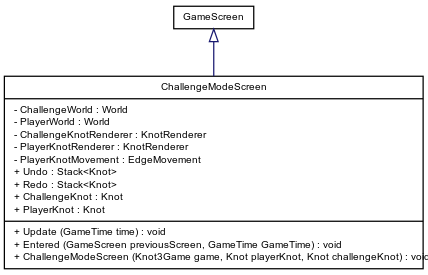 GameScreen
ChallengeModeScreen
- ChallengeWorld : World
- PlayerWorld : World
- ChallengeKnotRenderer : KnotRenderer
- PlayerKnotRenderer : KnotRenderer
- PlayerKnotMovement : EdgeMovement
+ Undo : Stack<Knot>
+ Redo : Stack<Knot>
+ ChallengeKnot : Knot
+ PlayerKnot : Knot
+ Update (GameTime time) : void
+ Entered (GameScreen previousScreen, GameTime GameTime) : void
+ ChallengeModeScreen (Knot3Game game, Knot playerKnot, Knot challengeKnot) : void